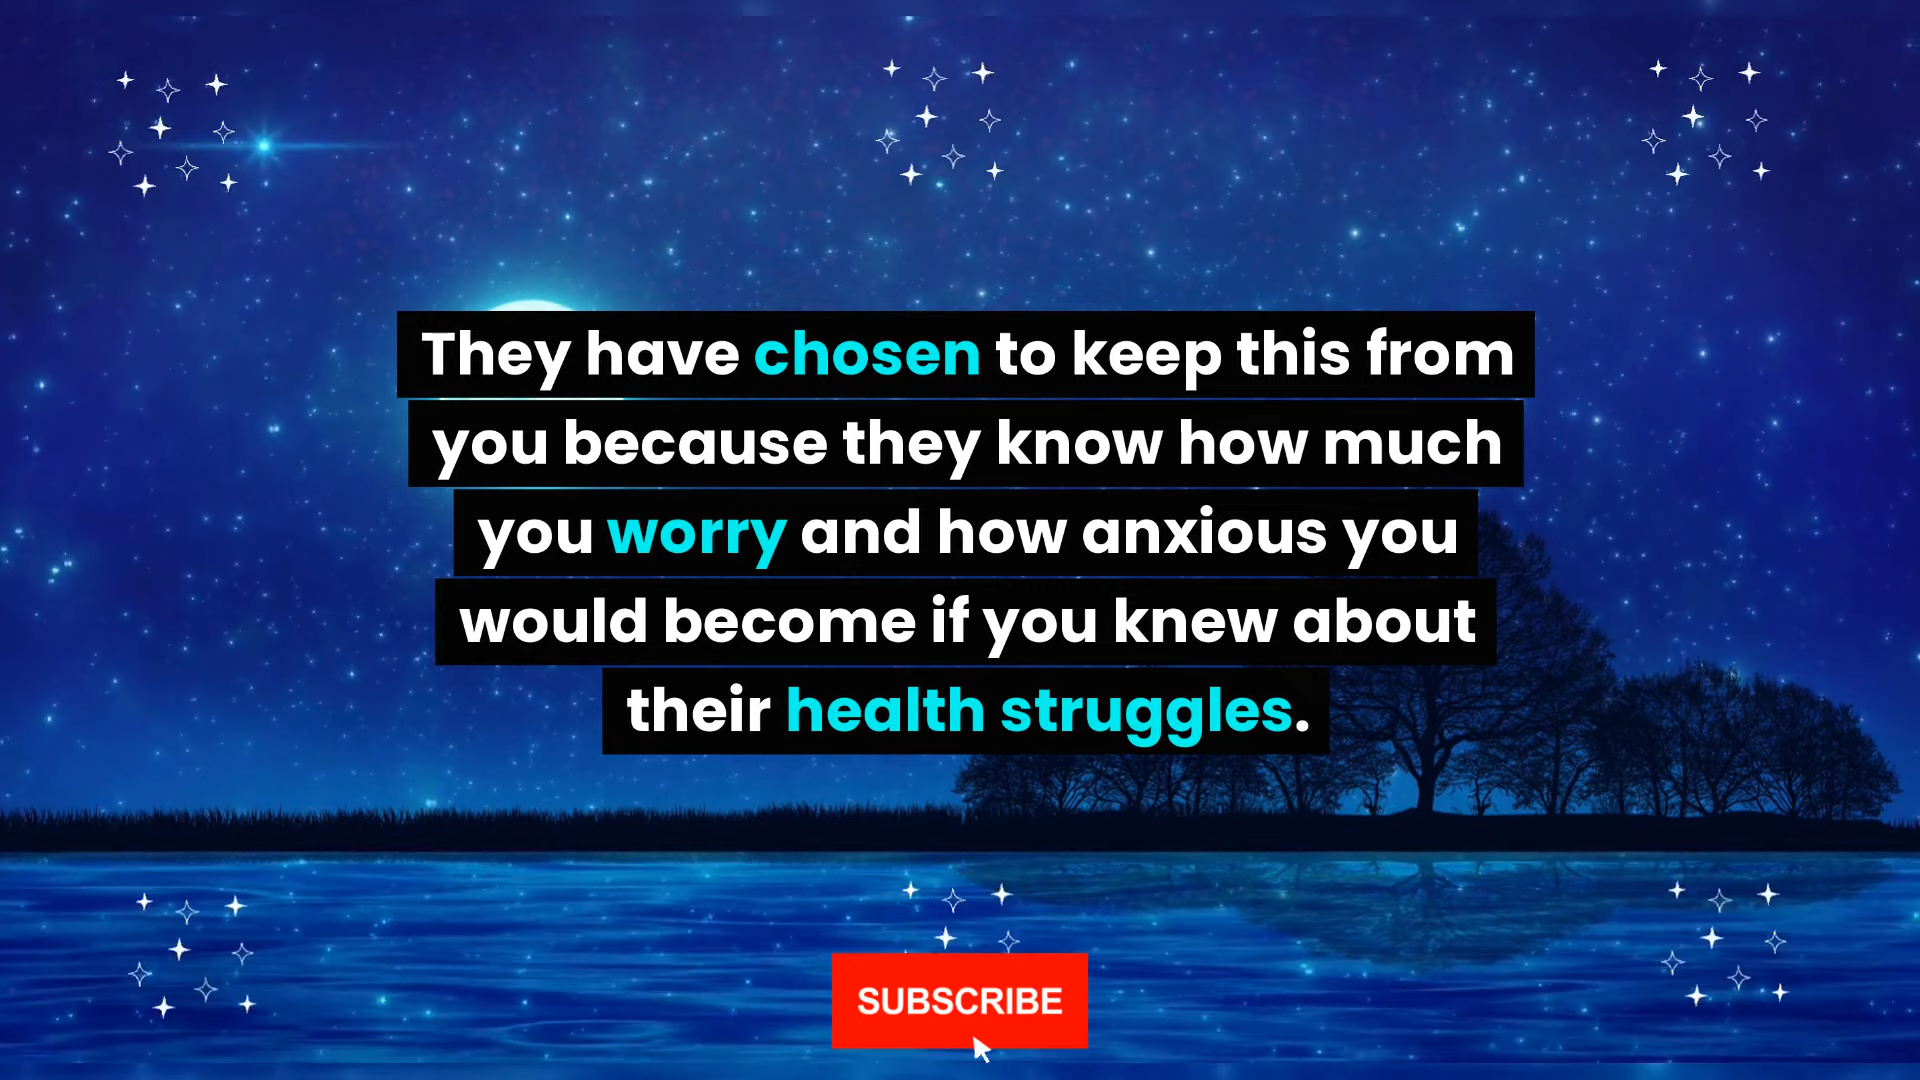 They have chosen to keep this from
you because they know how much
you worry and how anxious you
would become if you knew about
their health struggles.
SUBSCRIBE